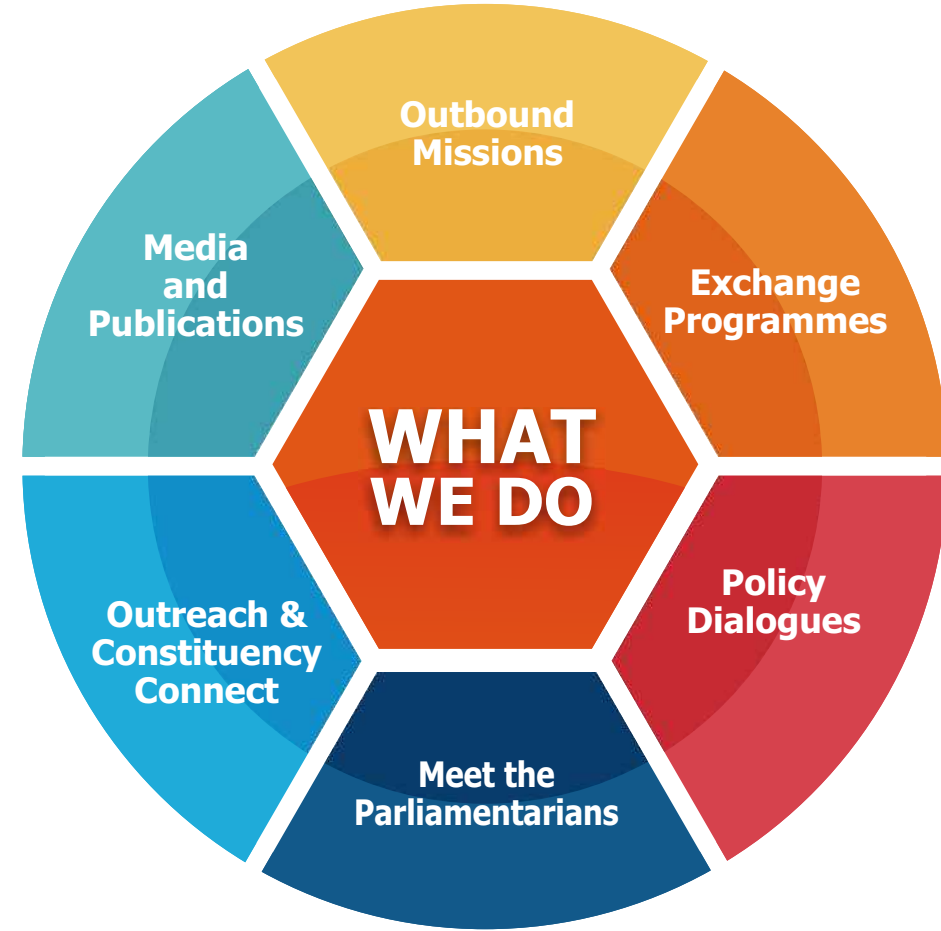 Outbound
Missions
Exchange
Programmes
Policy
Dialogues
Meet the
Parliamentarians
Outreach &
Constituency
Connect
Media
and
Publications
WHAT
WE DO